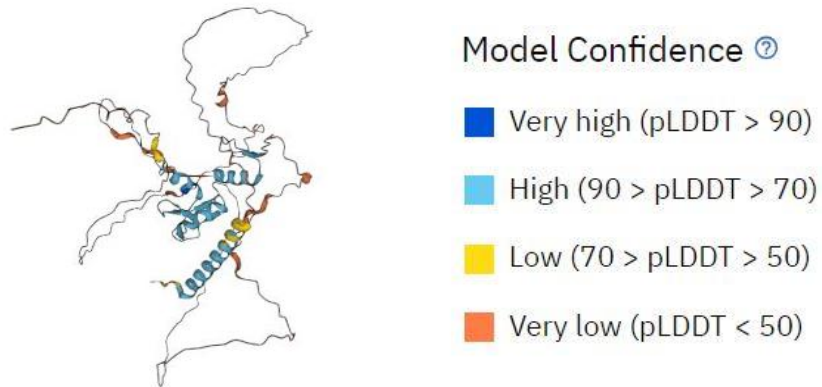 Model Confidence ?
Very high (pLDDT > 90)
High (90 > pLDDT > 70)
Low (70 > pLDDT > 50)
Very low (pLDDT < 50)